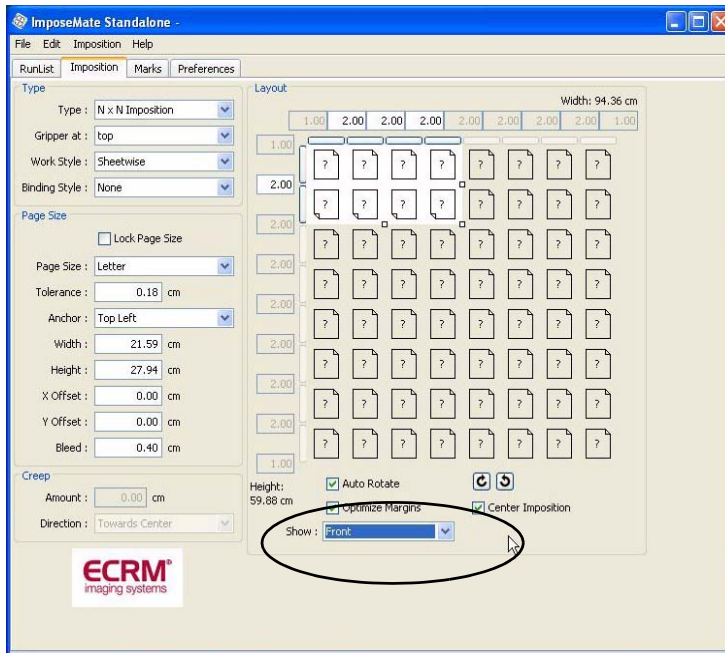 ImposeMate Standalone -
File Edit Imposition Help
RunList Imposition Marks Preferences
Type
Type : N x N Imposition
Gripper at : top
Work Style : Sheetwise
Binding Style : None
Page Size
Lock Page Size
Page Size : Letter
Tolerance : 0.18 cm
Anchor : Top Left
Width : 21.59 cm
Height : 27.94 cm
X Offset : 0.00 cm
Y Offset : 0.00 cm
Bleed : 0.40 cm
Creep
Amount : 0.00 cm
Direction : Towards Center
ECRM®
imaging systems
Layout
Width: 94.36 cm
1.00 2.00 2.00 2.00 2.00 2.00 2.00 2.00 1.00
1.00
? ? ? ? ? ? ? ?
2.00
? ? ? ? ? ? ? ?
2.00
? ? ? ? ? ? ? ?
2.00
? ? ? ? ? ? ? ?
2.00
? ? ? ? ? ? ? ?
2.00
? ? ? ? ? ? ? ?
2.00
? ? ? ? ? ? ? ?
2.00
? ? ? ? ? ? ? ?
1.00
Height:
59.88 cm
Auto Rotate
Optimize Margins Center Imposition
Show : Front